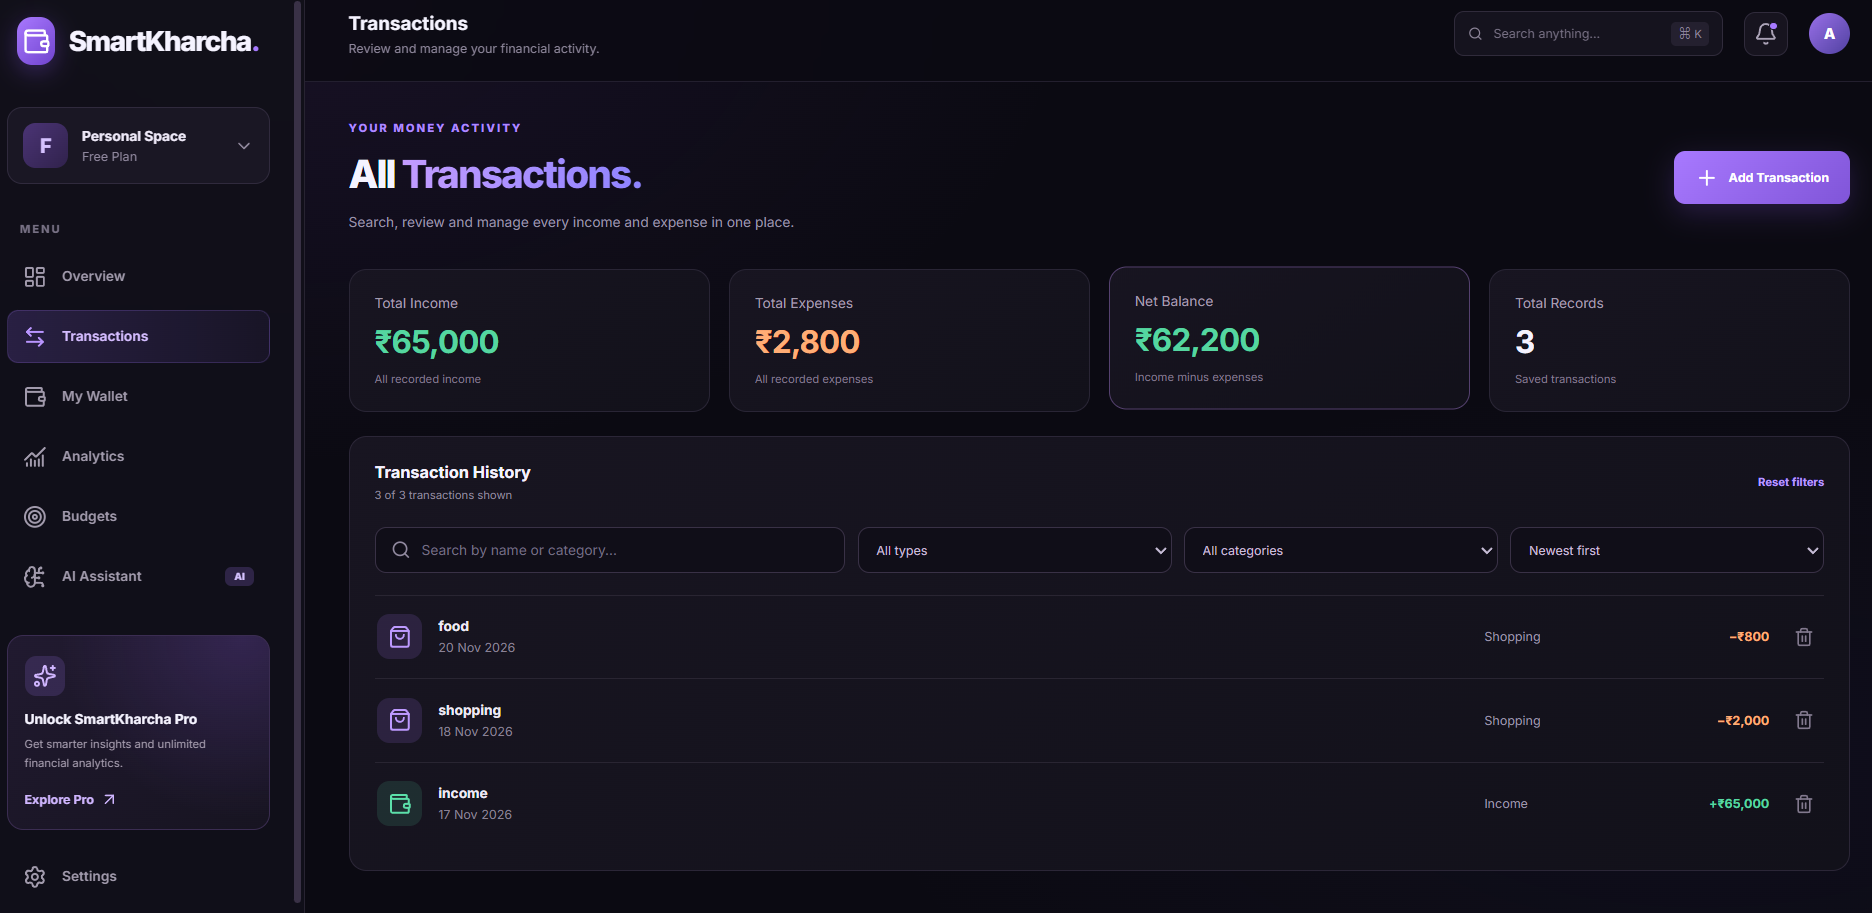 SmartKharcha.
F
Personal Space
Free Plan
MENU
Overview
Transactions
My Wallet
Analytics
Budgets
AI Assistant
AI
Unlock SmartKharcha Pro
Get smarter insights and unlimited
financial analytics.
Explore Pro
Settings
Transactions
Review and manage your financial activity.
Search anything...
⌘ K
A
YOUR MONEY ACTIVITY
All Transactions.
Search, review and manage every income and expense in one place.
Add Transaction
Total Income
₹65,000
All recorded income
Total Expenses
₹2,800
All recorded expenses
Net Balance
₹62,200
Income minus expenses
Total Records
3
Saved transactions
Transaction History
3 of 3 transactions shown
Reset filters
Search by name or category...
All types
All categories
Newest first
food
20 Nov 2026
Shopping
−₹800
shopping
18 Nov 2026
Shopping
−₹2,000
income
17 Nov 2026
Income
+₹65,000